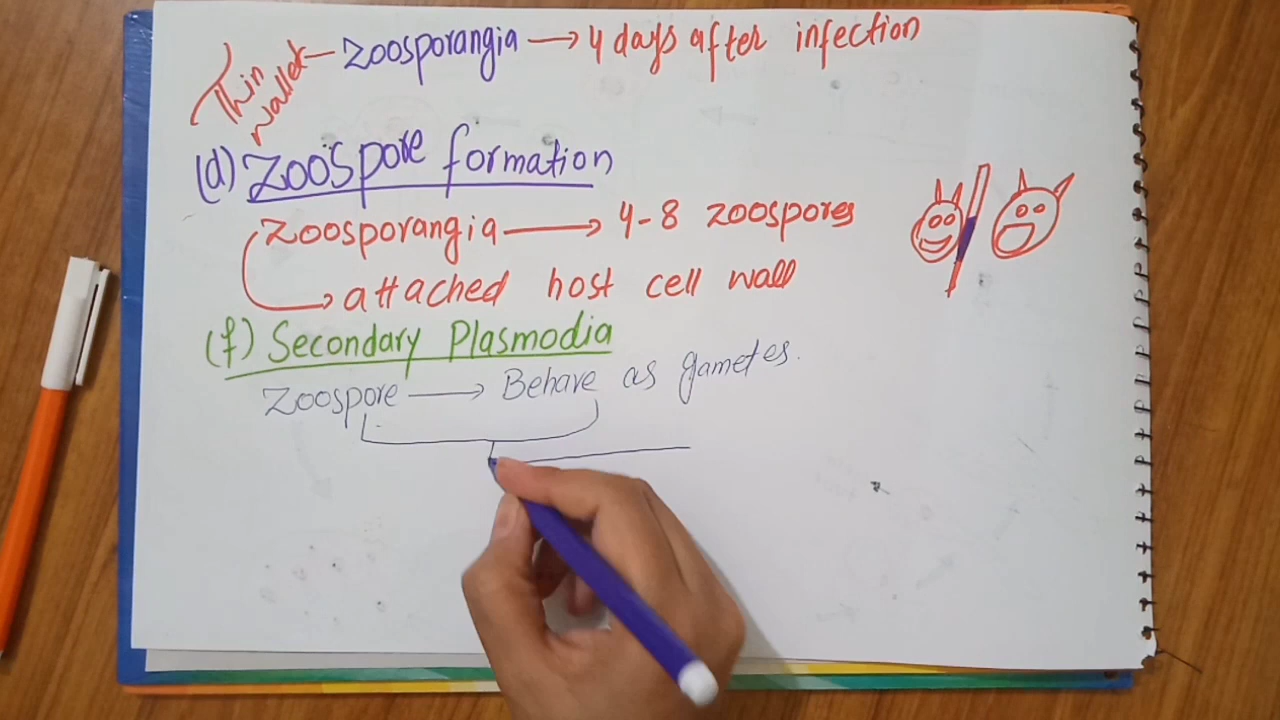 Thin walled — Zoosporangia → 4 days after infection
(d) Zoospore formation
Zoosporangia → 4-8 zoospores
→ attached host cell wall
(f) Secondary Plasmodia
Zoospore → Behave as gametes.